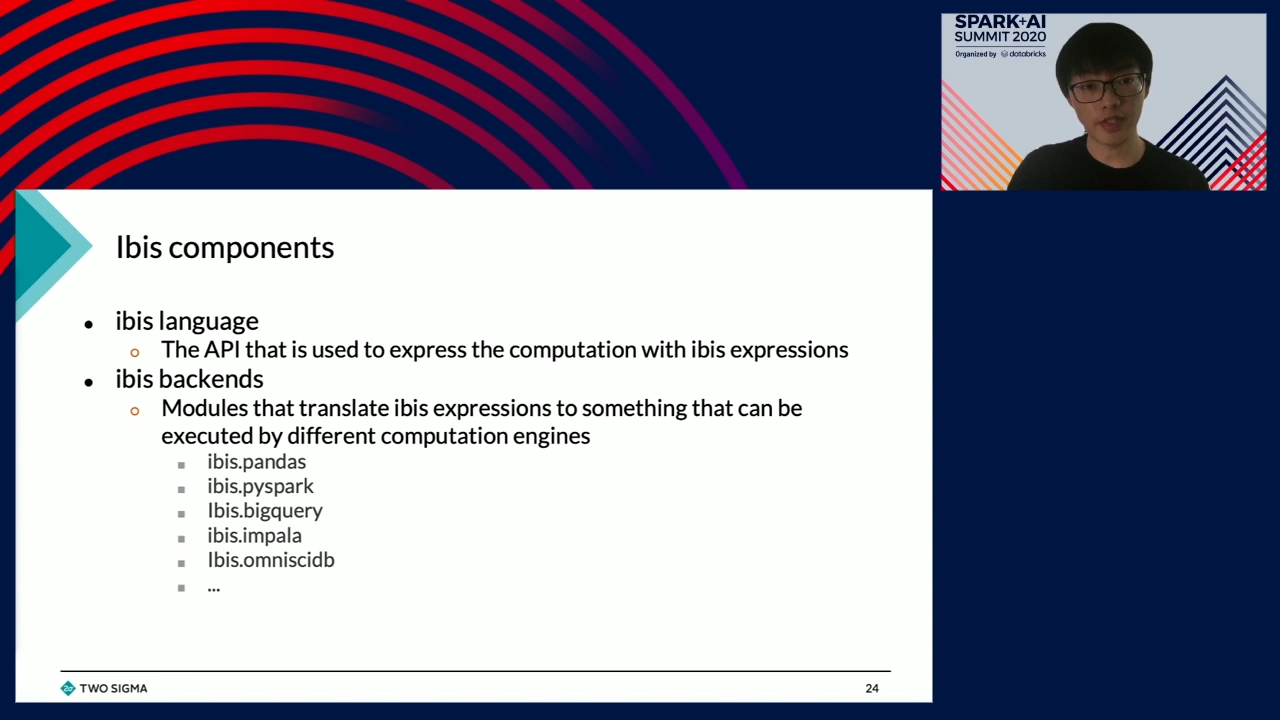 SPARK+AI
SUMMIT 2020
Organized by databricks
Ibis components
● ibis language
○ The API that is used to express the computation with ibis expressions
● ibis backends
○ Modules that translate ibis expressions to something that can be
executed by different computation engines
■ ibis.pandas
■ ibis.pyspark
■ Ibis.bigquery
■ ibis.impala
■ Ibis.omniscidb
■ ...
2σ TWO SIGMA
24